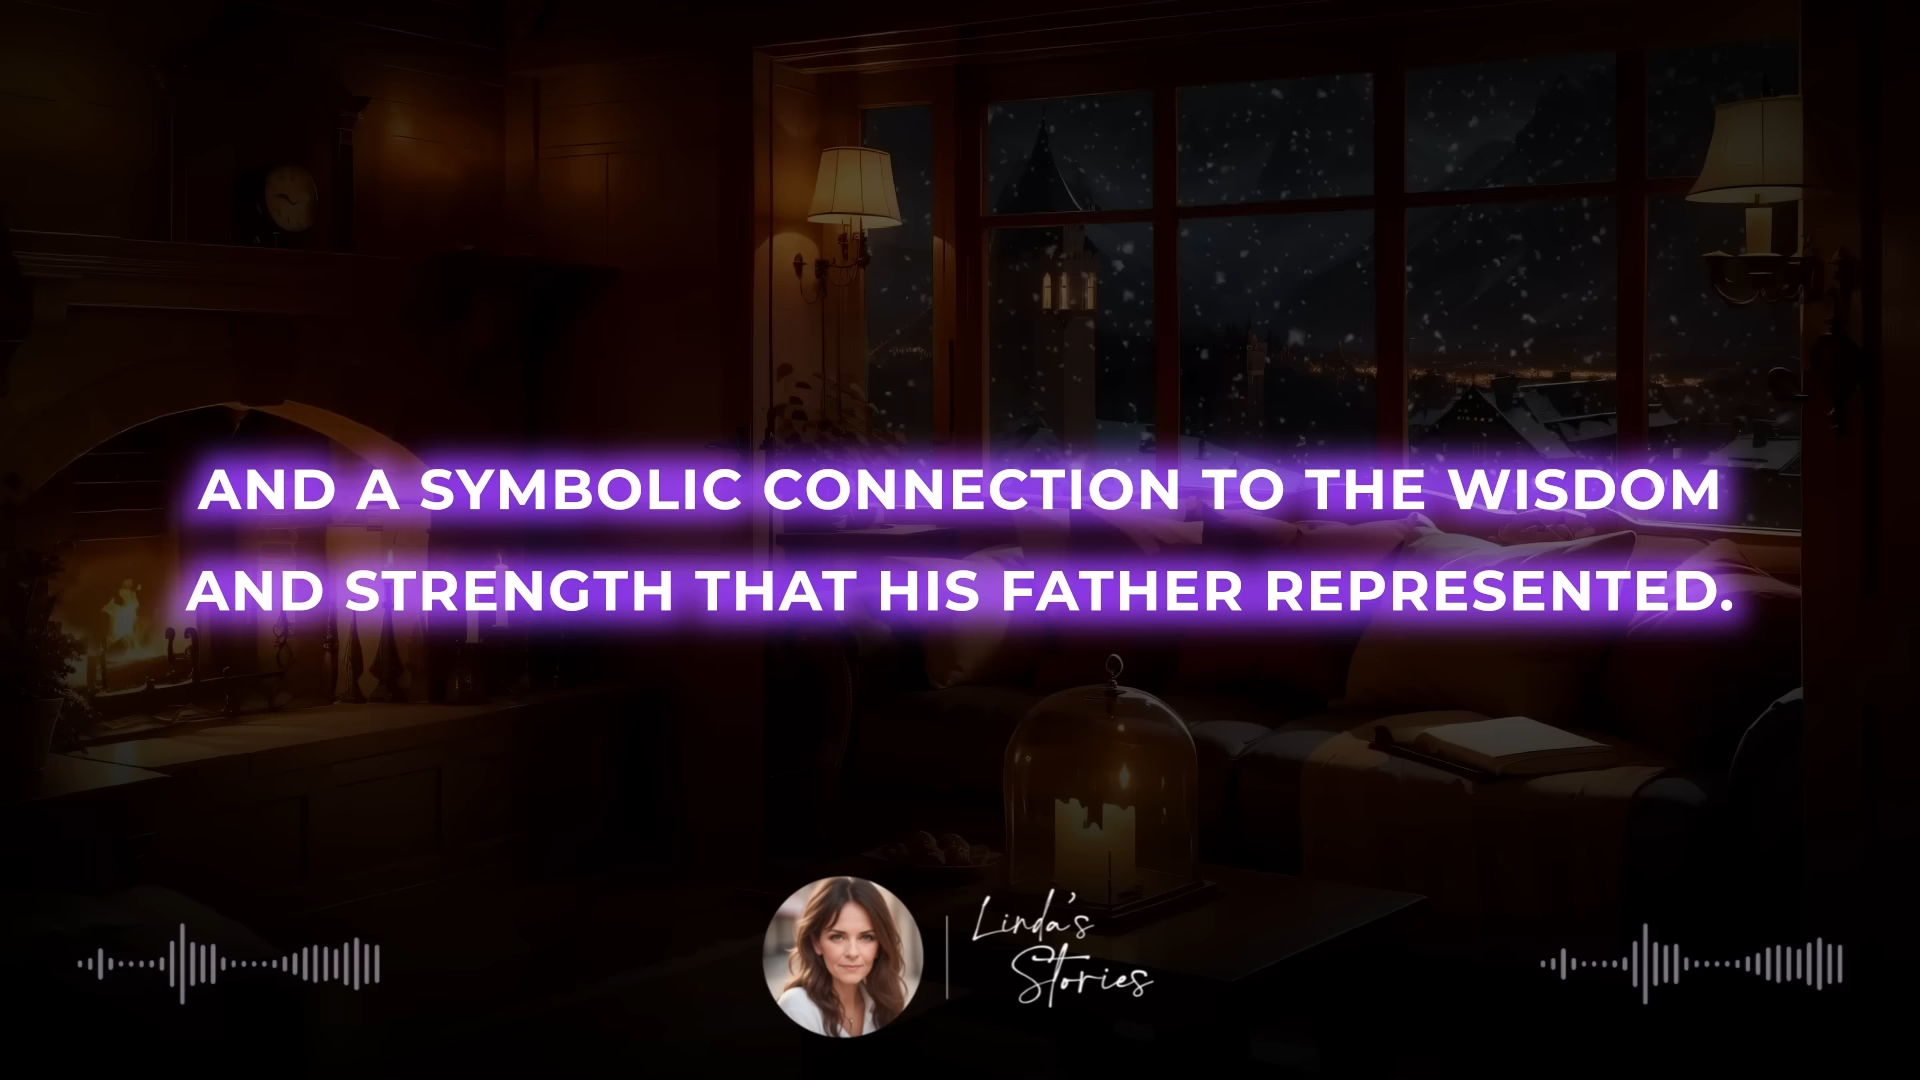 AND A SYMBOLIC CONNECTION TO THE WISDOM
AND STRENGTH THAT HIS FATHER REPRESENTED.
Linda's
Stories